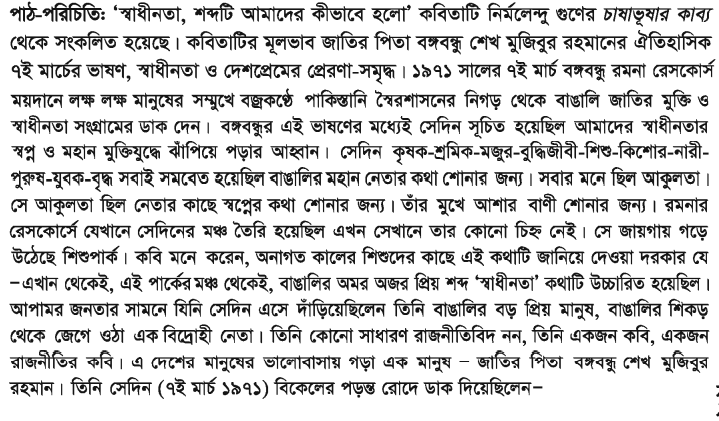 পাঠ-পরিচিতি: ‘স্বাধীনতা, শব্দটি আমাদের কীভাবে হলো’ কবিতাটি নির্মলেন্দু গুণের চাষাভূষার কাব্য
থেকে সংকলিত হয়েছে। কবিতাটির মূলভাব জাতির পিতা বঙ্গবন্ধু শেখ মুজিবুর রহমানের ঐতিহাসিক
৭ই মার্চের ভাষণ, স্বাধীনতা ও দেশপ্রেমের প্রেরণা-সমৃদ্ধ। ১৯৭১ সালের ৭ই মার্চ বঙ্গবন্ধু রমনা রেসকোর্স
ময়দানে লক্ষ লক্ষ মানুষের সম্মুখে বজ্রকণ্ঠে পাকিস্তানি স্বৈরশাসনের নিগড় থেকে বাঙালি জাতির মুক্তি ও
স্বাধীনতা সংগ্রামের ডাক দেন। বঙ্গবন্ধুর এই ভাষণের মধ্যেই সেদিন সূচিত হয়েছিল আমাদের স্বাধীনতার
স্বপ্ন ও মহান মুক্তিযুদ্ধে ঝাঁপিয়ে পড়ার আহ্বান। সেদিন কৃষক-শ্রমিক-মজুর-বুদ্ধিজীবী-শিশু-কিশোর-নারী-
পুরুষ-যুবক-বৃদ্ধ সবাই সমবেত হয়েছিল বাঙালির মহান নেতার কথা শোনার জন্য। সবার মনে ছিল আকুলতা।
সে আকুলতা ছিল নেতার কাছে স্বপ্নের কথা শোনার জন্য। তাঁর মুখে আশার বাণী শোনার জন্য। রমনার
রেসকোর্সে যেখানে সেদিনের মঞ্চ তৈরি হয়েছিল এখন সেখানে তার কোনো চিহ্ন নেই। সে জায়গায় গড়ে
উঠেছে শিশুপার্ক। কবি মনে করেন, অনাগত কালের শিশুদের কাছে এই কথাটি জানিয়ে দেওয়া দরকার যে
–এখান থেকেই, এই পার্কের মঞ্চ থেকেই, বাঙালির অমর অজর প্রিয় শব্দ ‘স্বাধীনতা’ কথাটি উচ্চারিত হয়েছিল।
আপামর জনতার সামনে যিনি সেদিন এসে দাঁড়িয়েছিলেন তিনি বাঙালির বড় প্রিয় মানুষ, বাঙালির শিকড়
থেকে জেগে ওঠা এক বিদ্রোহী নেতা। তিনি কোনো সাধারণ রাজনীতিবিদ নন, তিনি একজন কবি, একজন
রাজনীতির কবি। এ দেশের মানুষের ভালোবাসায় গড়া এক মানুষ – জাতির পিতা বঙ্গবন্ধু শেখ মুজিবুর
রহমান। তিনি সেদিন (৭ই মার্চ ১৯৭১) বিকেলের পড়ন্ত রোদে ডাক দিয়েছিলেন–